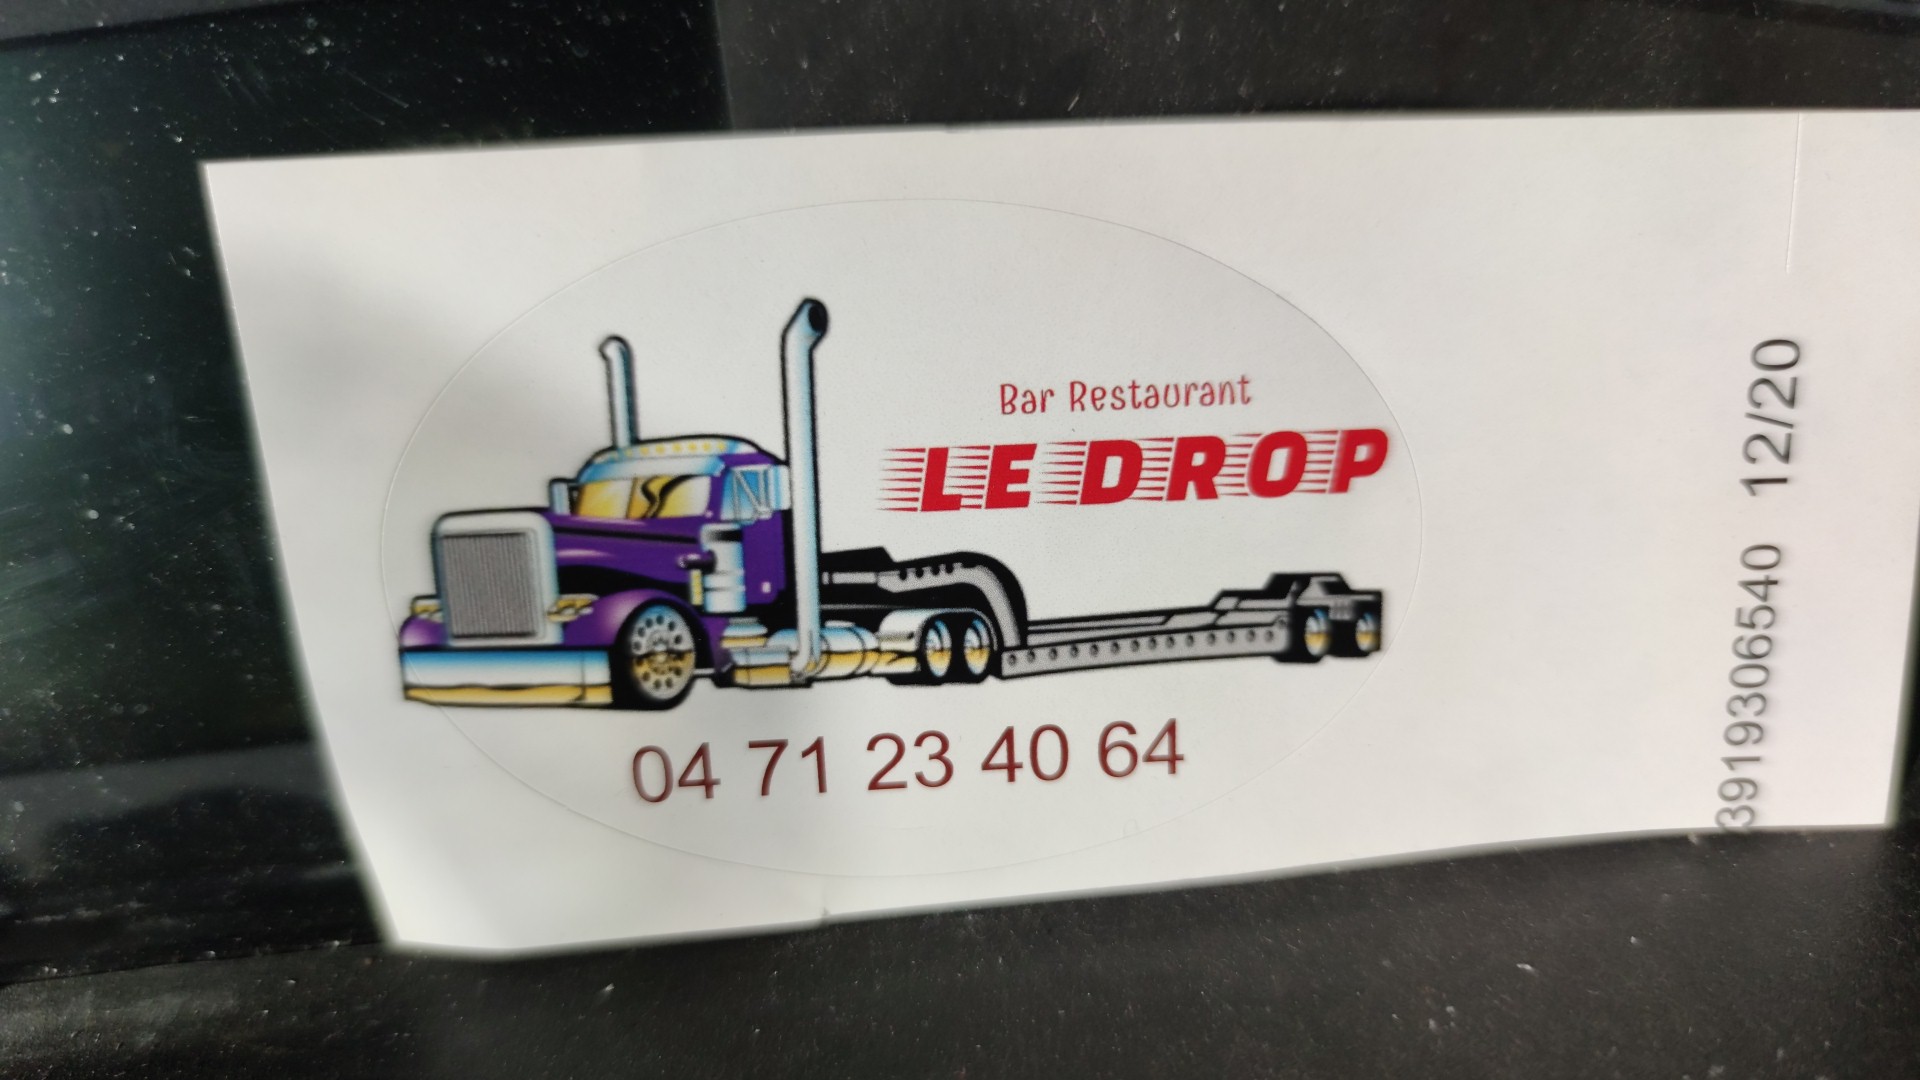 Bar Restaurant
LE DROP
04 71 23 40 64
3919306540 12/20